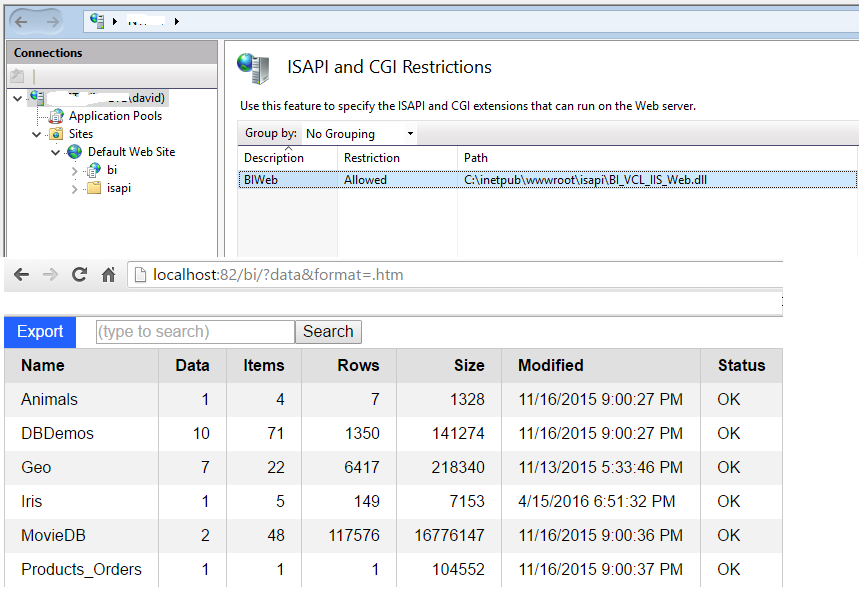 Connections
\david)
Application Pools
Sites
Default Web Site
bi
isapi
ISAPI and CGI Restrictions
Use this feature to specify the ISAPI and CGI extensions that can run on the Web server.
Group by: No Grouping
Description Restriction Path
BIWeb Allowed C:\inetpub\wwwroot\isapi\BI_VCL_IIS_Web.dll
localhost:82/bi/?data&format=.htm
Export (type to search) Search
Name Data Items Rows Size Modified Status
Animals 1 4 7 1328 11/16/2015 9:00:27 PM OK
DBDemos 10 71 1350 141274 11/16/2015 9:00:27 PM OK
Geo 7 22 6417 218340 11/13/2015 5:33:46 PM OK
Iris 1 5 149 7153 4/15/2016 6:51:32 PM OK
MovieDB 2 48 117576 16776147 11/16/2015 9:00:36 PM OK
Products_Orders 1 1 1 104552 11/16/2015 9:00:37 PM OK